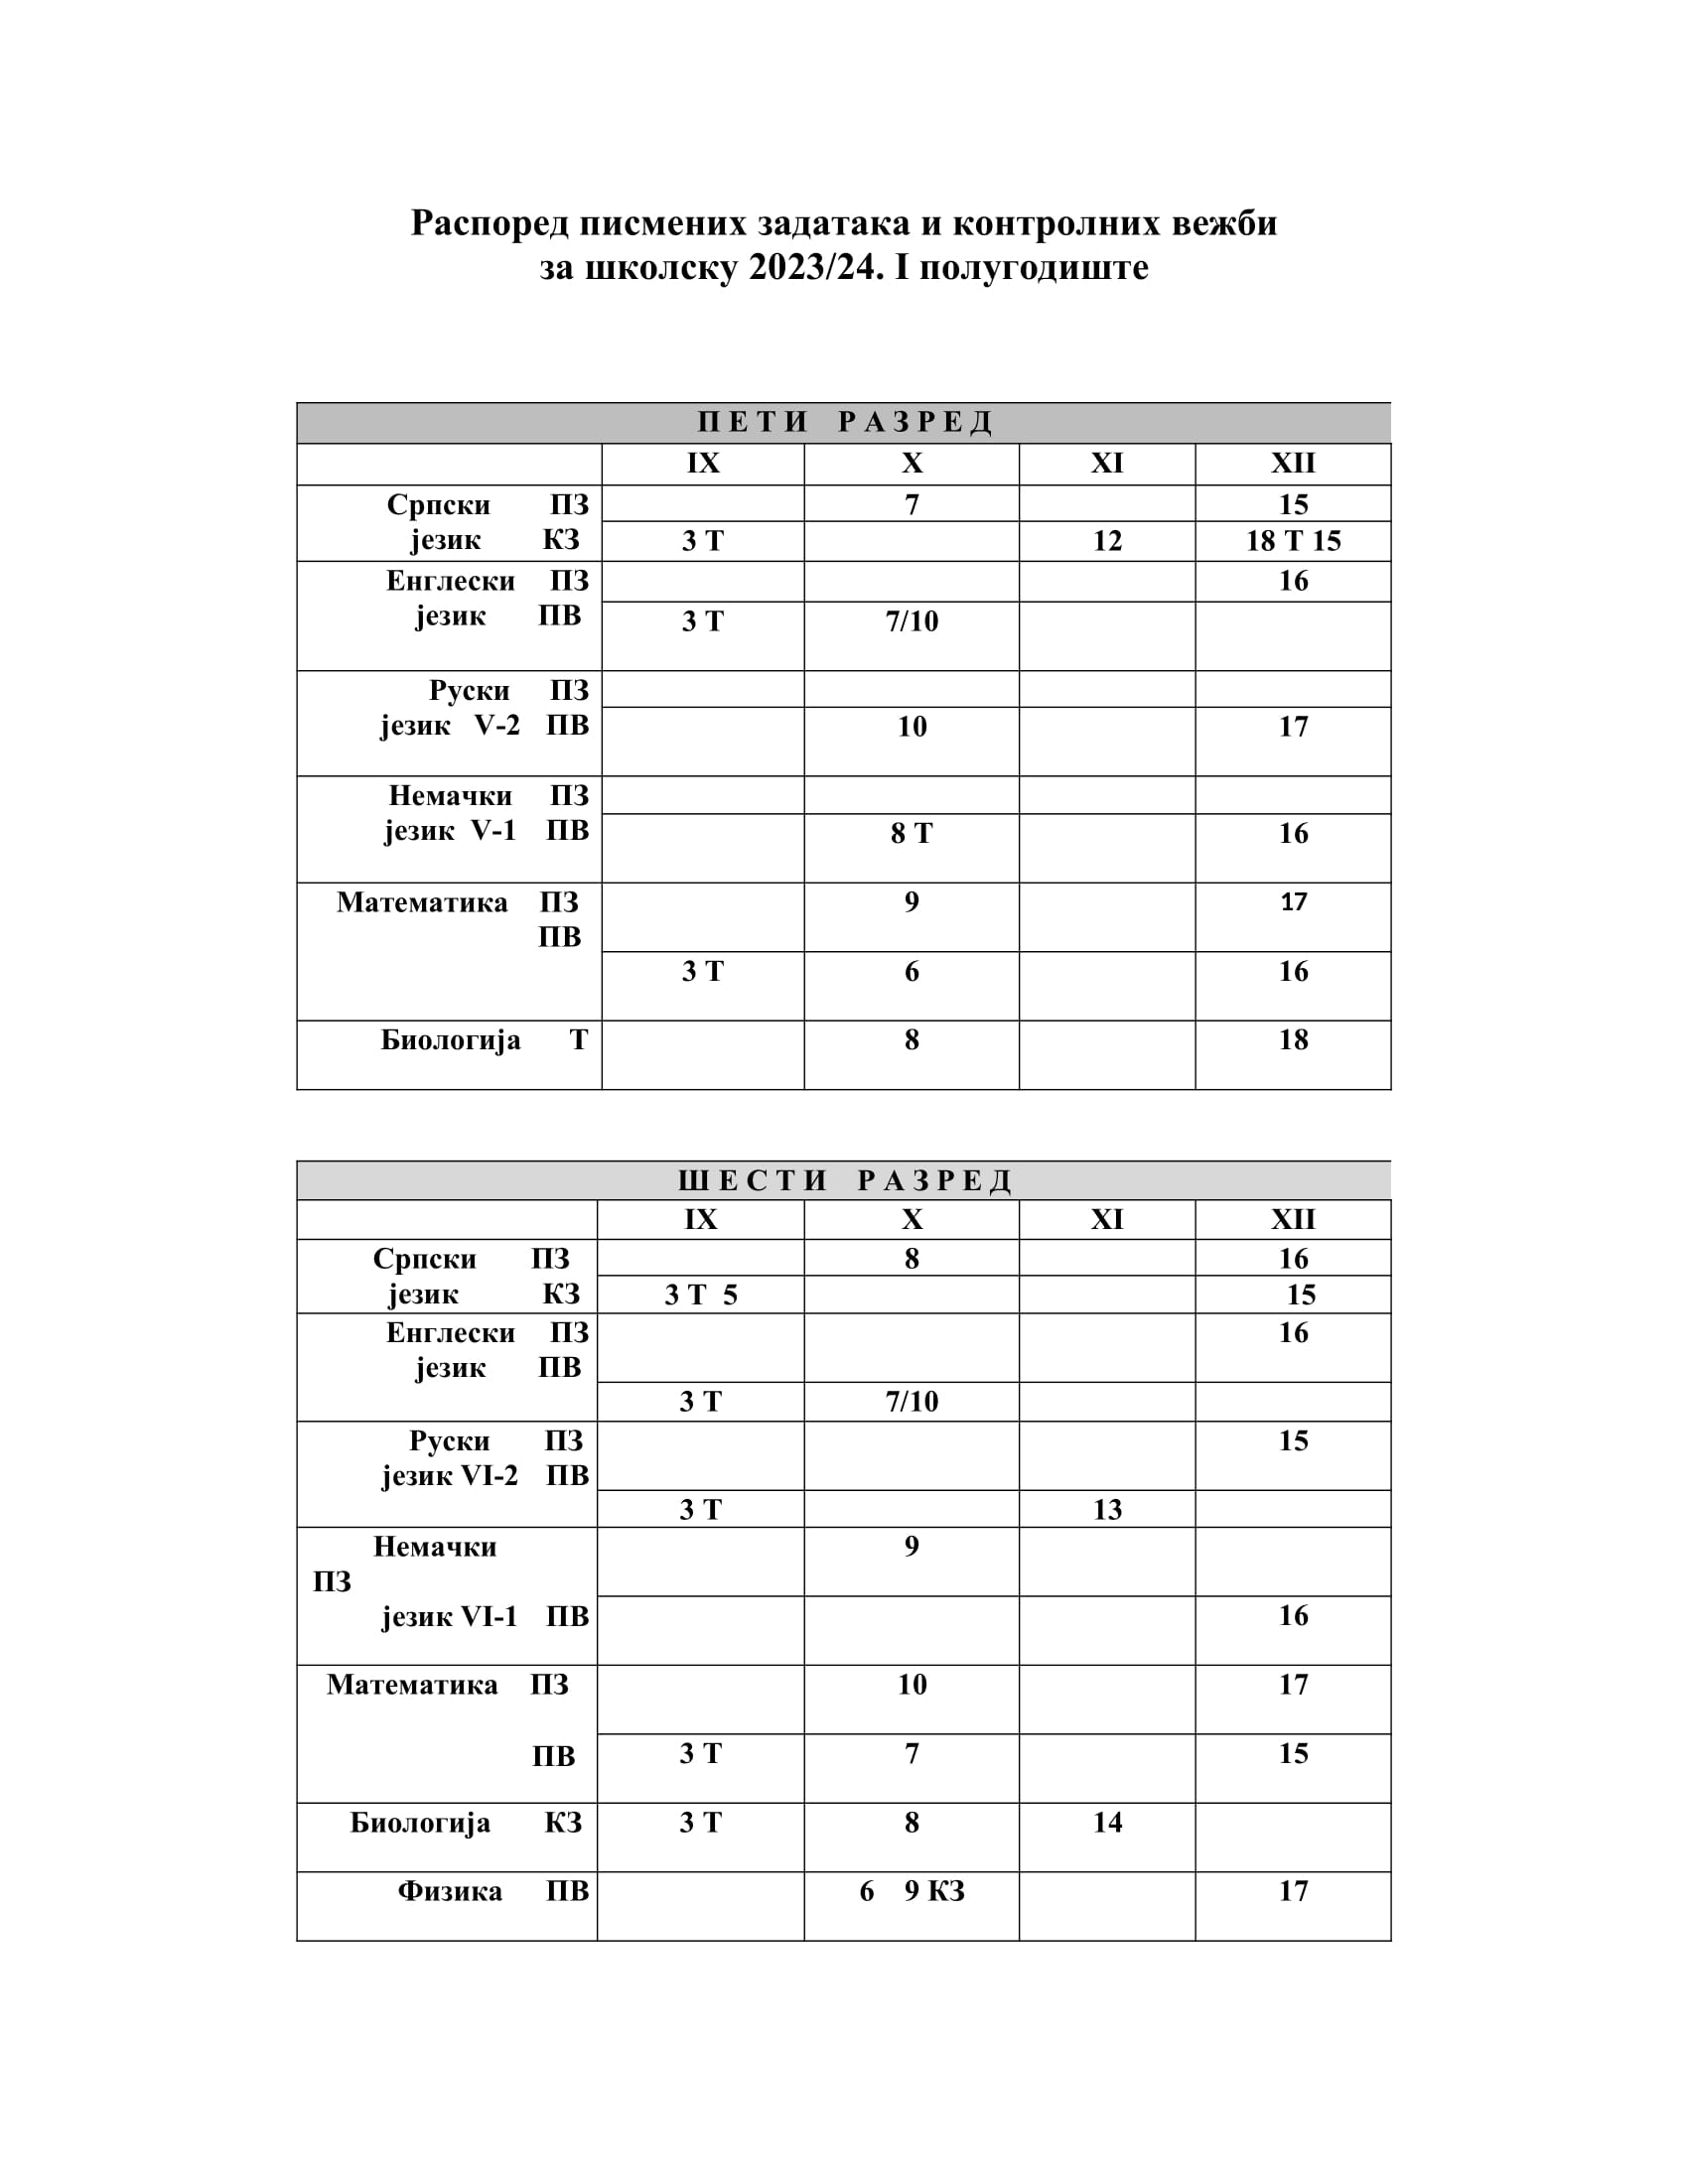 Распоред писмених задатака и контролних вежби
за школску 2023/24. I полугодиште
П Е Т И Р А З Р Е Д
IX X XI XII
Српски ПЗ 7 15
језик КЗ 3 Т 12 18 Т 15
Енглески ПЗ 16
језик ПВ 3 Т 7/10
Руски ПЗ
језик V-2 ПВ 10 17
Немачки ПЗ
језик V-1 ПВ 8 Т 16
Математика ПЗ 9 17
ПВ
3 Т 6 16
Биологија Т 8 18
Ш Е С Т И Р А З Р Е Д
IX X XI XII
Српски ПЗ 8 16
језик КЗ 3 Т 5 15
Енглески ПЗ 16
језик ПВ
3 Т 7/10
Руски ПЗ 15
језик VI-2 ПВ
3 Т 13
Немачки 9
ПЗ
језик VI-1 ПВ 16
Математика ПЗ 10 17
ПВ 3 Т 7 15
Биологија КЗ 3 Т 8 14
Физика ПВ 6 9 КЗ 17